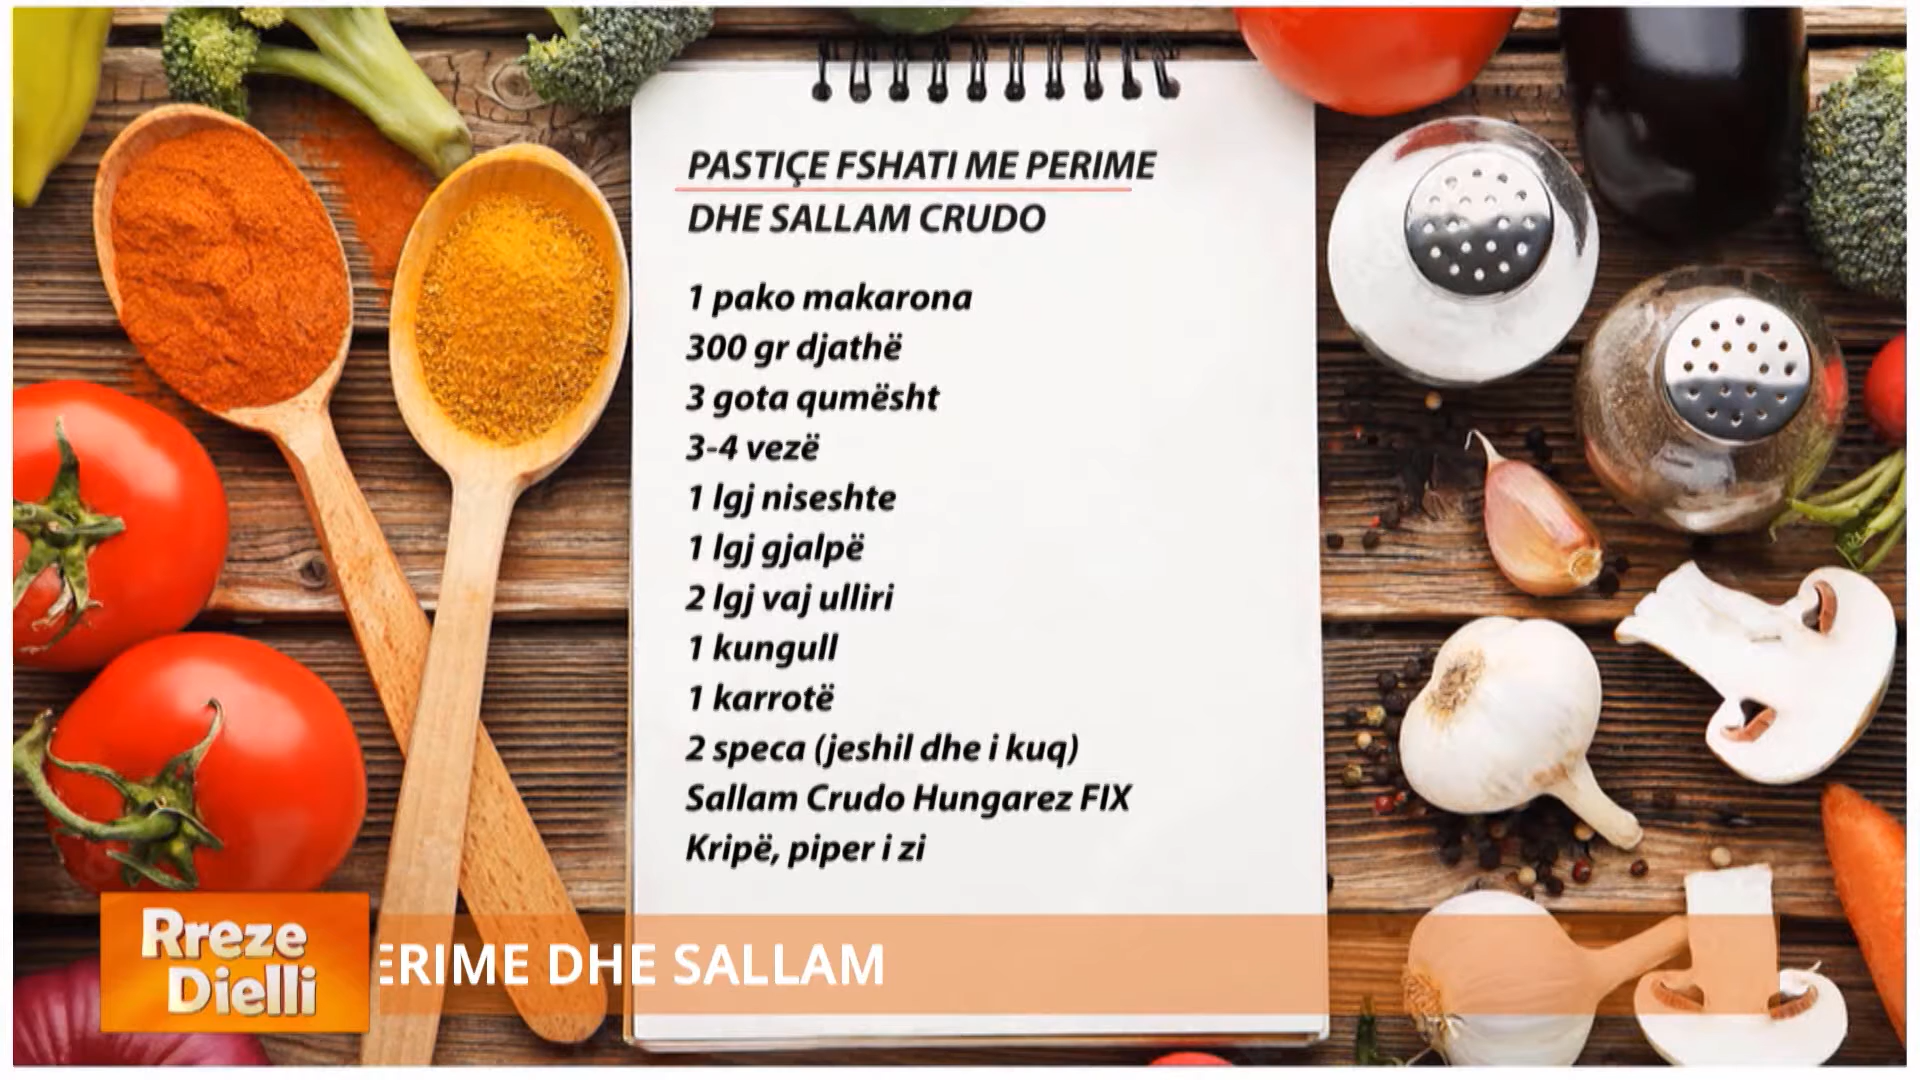 PASTIÇE FSHATI ME PERIME
DHE SALLAM CRUDO
1 pako makarona
300 gr djathë
3 gota qumësht
3-4 vezë
1 lgj niseshte
1 lgj gjalpë
2 lgj vaj ulliri
1 kungull
1 karrotë
2 speca (jeshil dhe i kuq)
Sallam Crudo Hungarez FIX
Kripë, piper i zi
Rreze
Dielli
ERIME DHE SALLAM